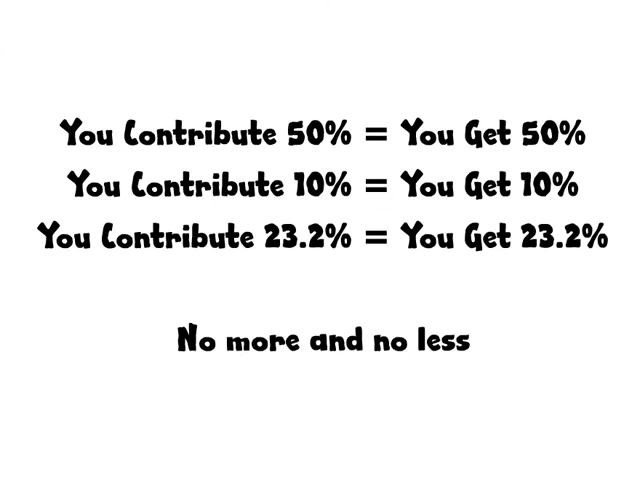 You Contribute 50% = You Get 50%
You Contribute 10% = You Get 10%
You Contribute 23.2% = You Get 23.2%
No more and no less